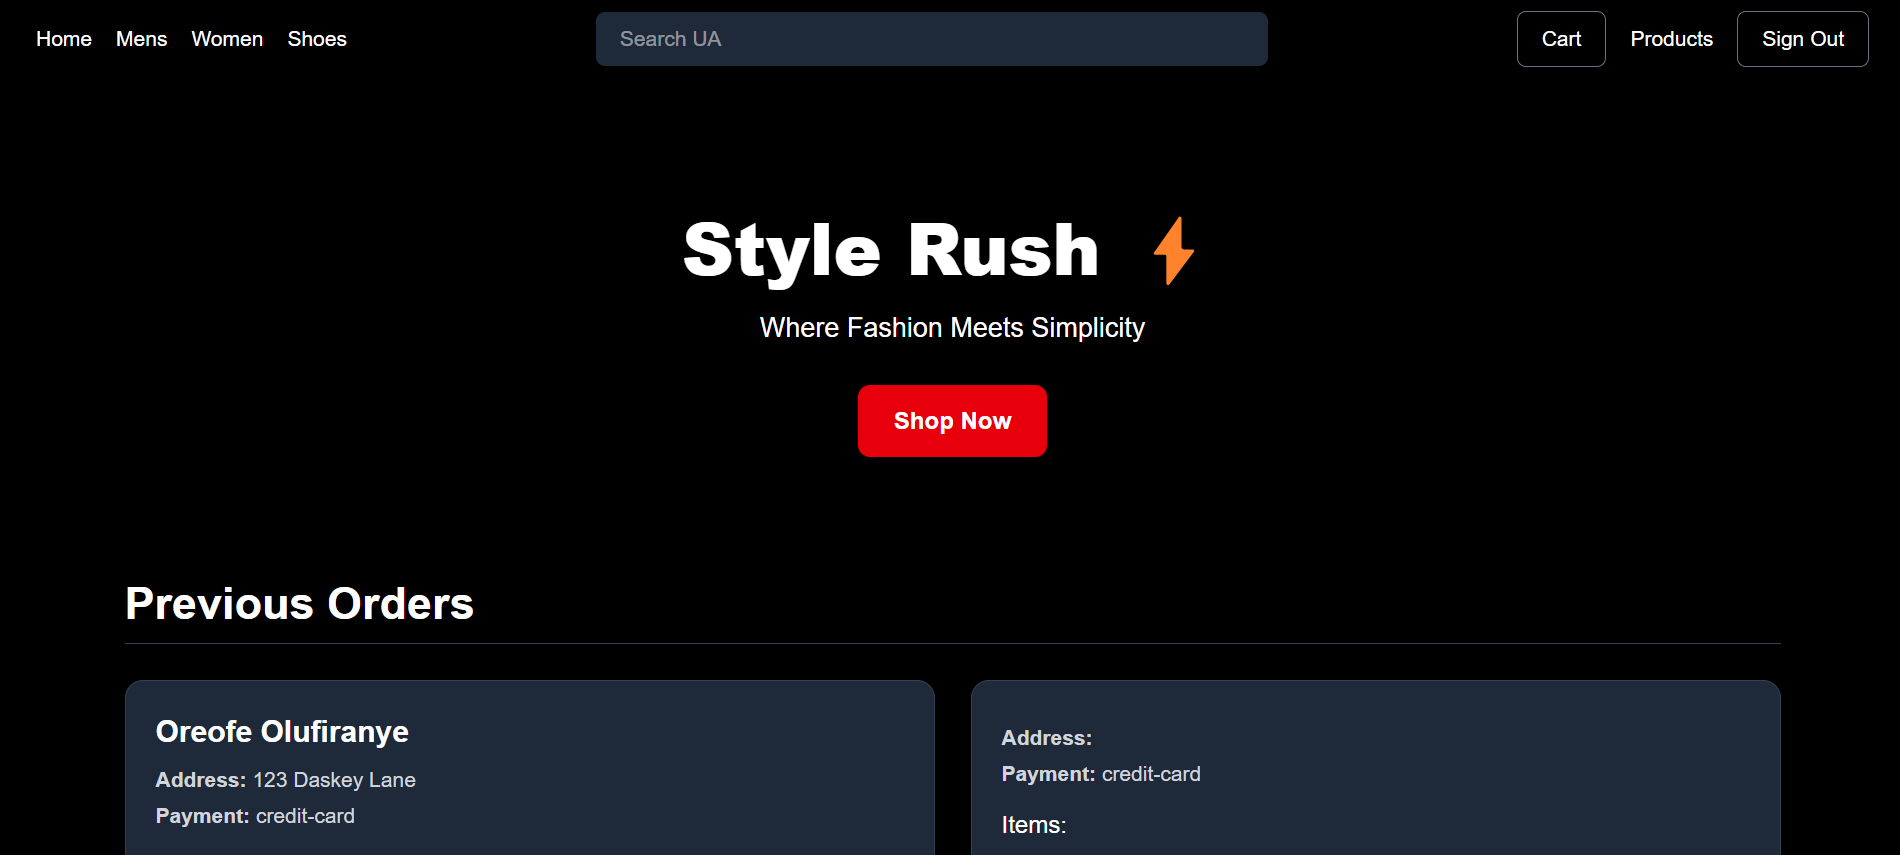 Home Mens Women Shoes Search UA Cart Products Sign Out
Style Rush
Where Fashion Meets Simplicity
Shop Now
Previous Orders
Oreofe Olufiranye
Address: 123 Daskey Lane
Payment: credit-card
Address:
Payment: credit-card
Items: